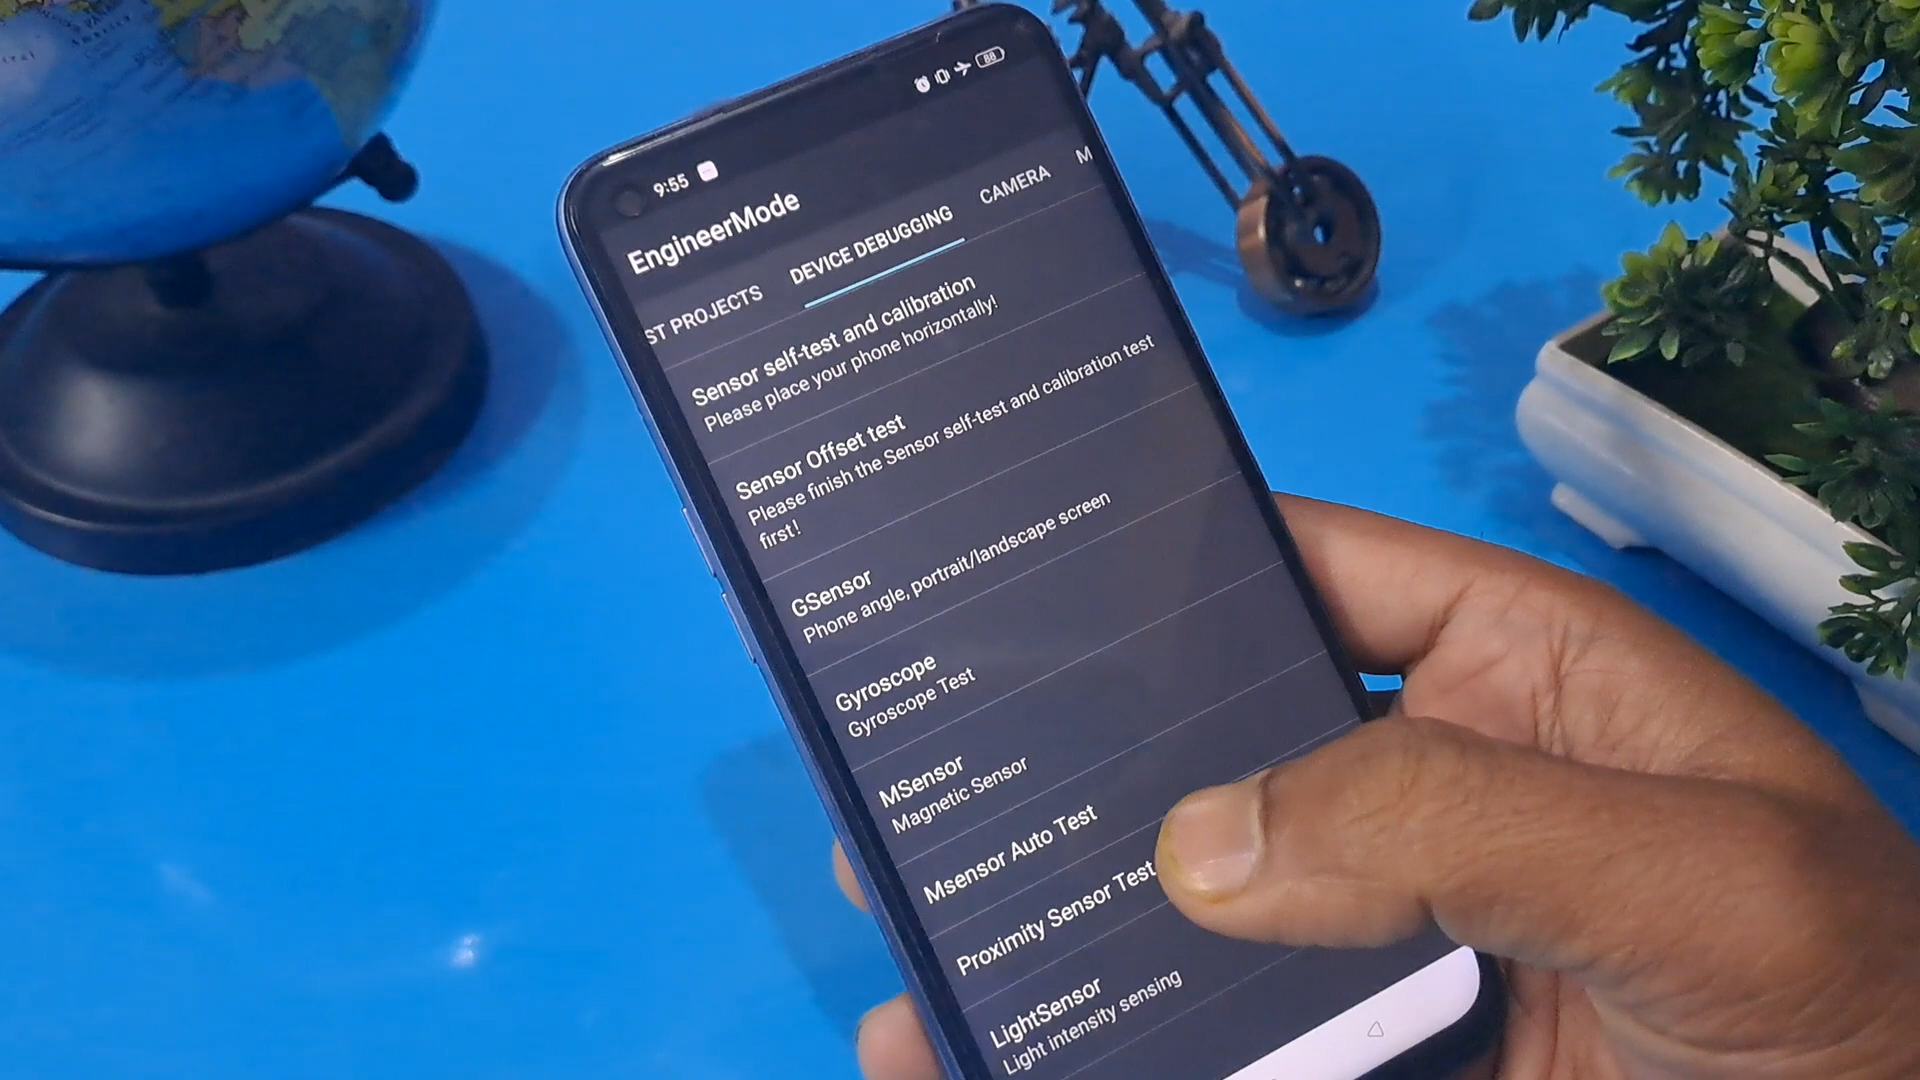 9:55
88
EngineerMode
ST PROJECTS
DEVICE DEBUGGING
CAMERA
M
Sensor self-test and calibration
Please place your phone horizontally!
Sensor Offset test
Please finish the Sensor self-test and calibration test
first!
GSensor
Phone angle, portrait/landscape screen
Gyroscope
Gyroscope Test
MSensor
Magnetic Sensor
Msensor Auto Test
Proximity Sensor Test
LightSensor
Light intensity sensing